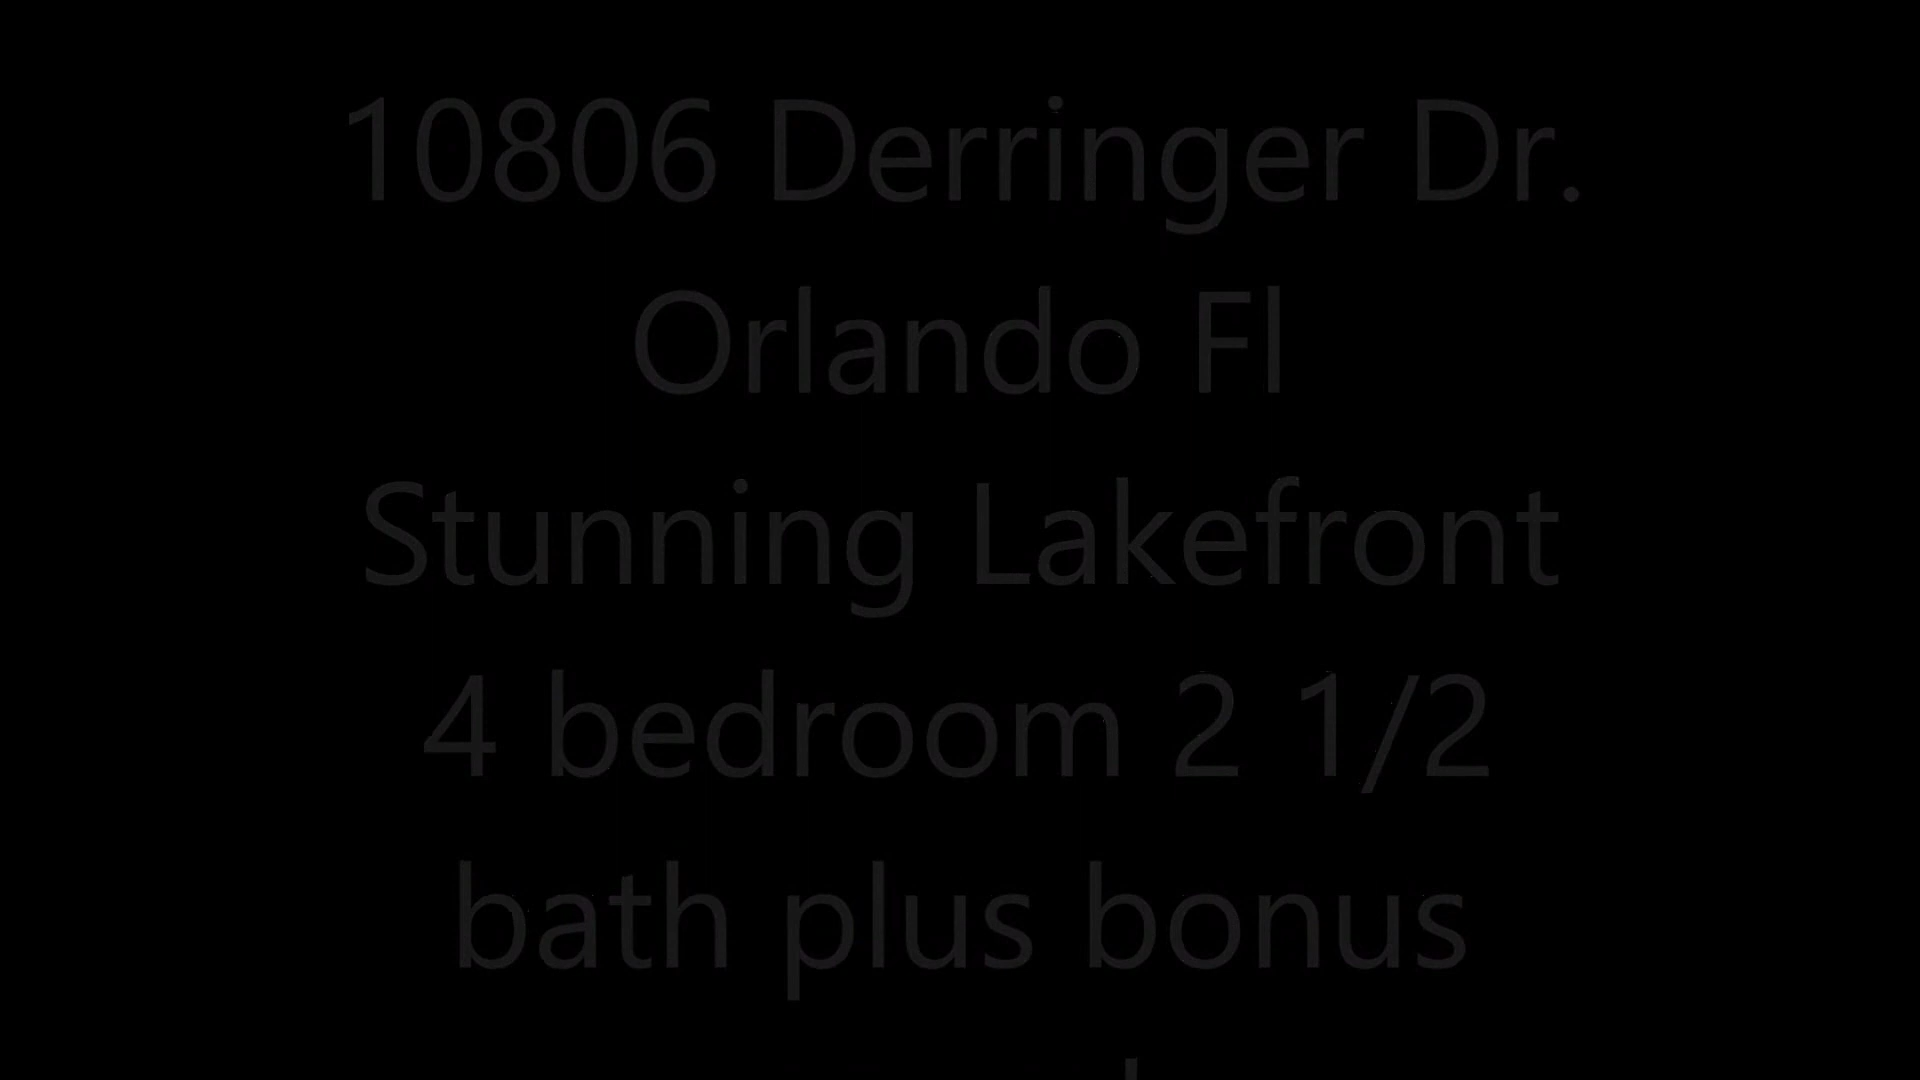 10806 Derringer Dr.
Orlando Fl
Stunning Lakefront
4 bedroom 2 1/2
bath plus bonus